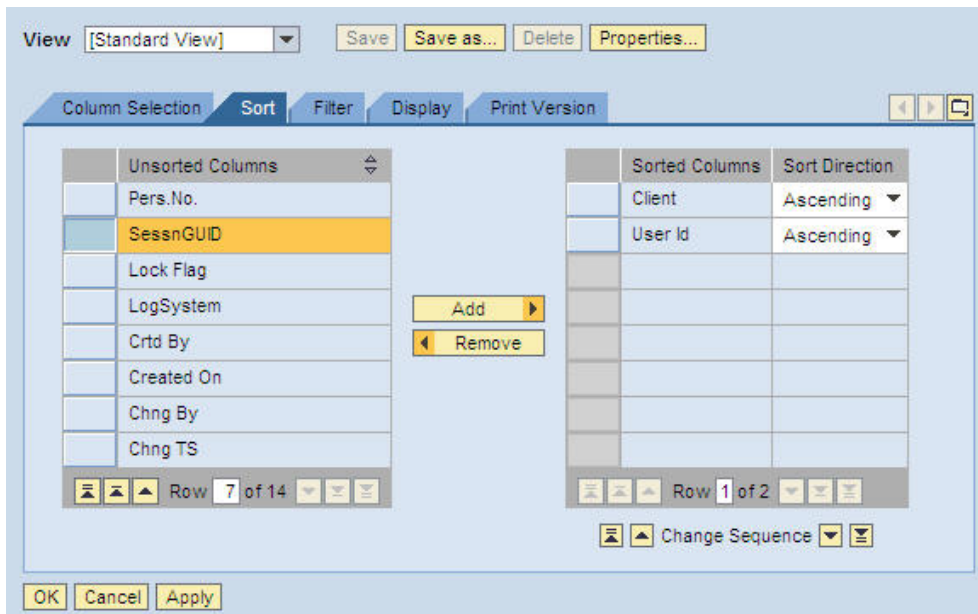 View [Standard View] Save Save as... Delete Properties...
Column Selection Sort Filter Display Print Version
Unsorted Columns Sorted Columns Sort Direction
Pers.No. Client Ascending
SessnGUID User Id Ascending
Lock Flag
LogSystem
Add
Crtd By
Remove
Created On
Chng By
Chng TS
Row 7 of 14 Row 1 of 2
Change Sequence
OK Cancel Apply